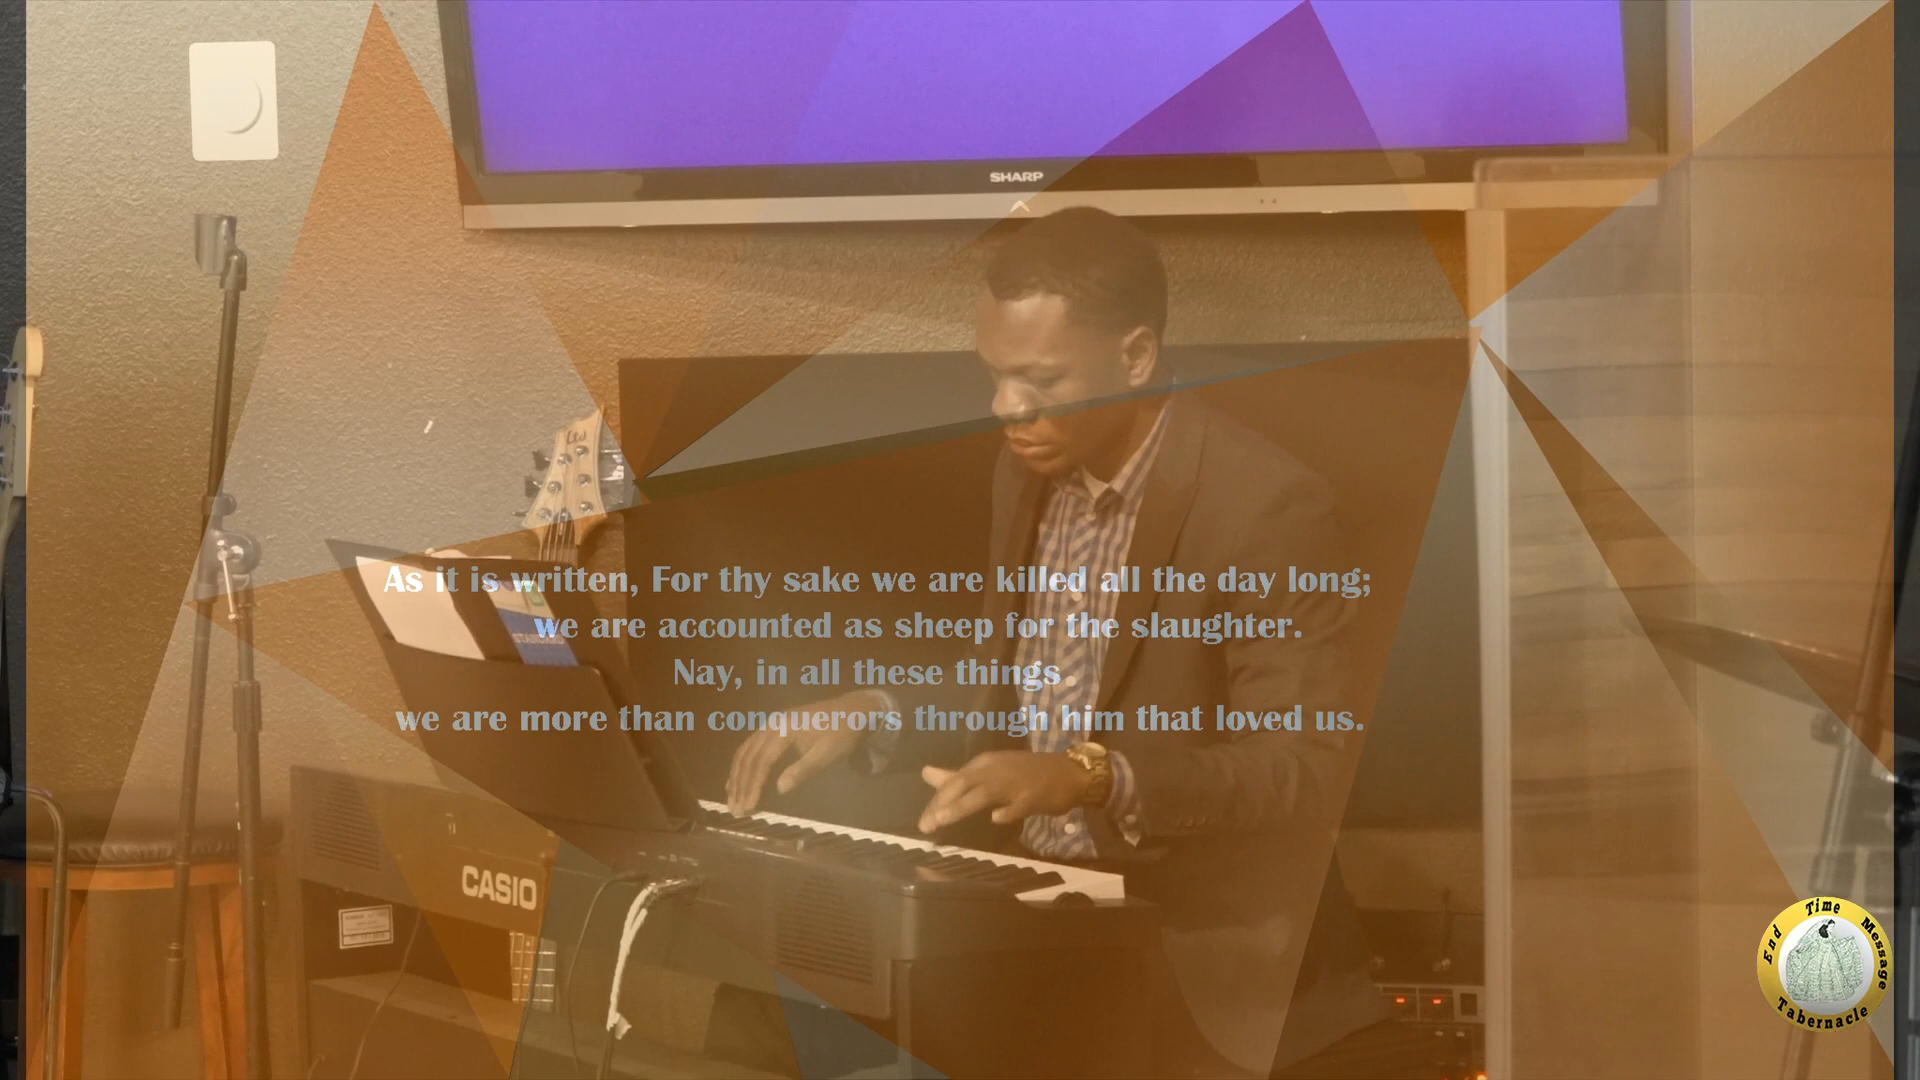 SHARP
As it is written, For thy sake we are killed all the day long;
we are accounted as sheep for the slaughter.
Nay, in all these things
we are more than conquerors through him that loved us.
CASIO
End Time Message
Tabernacle